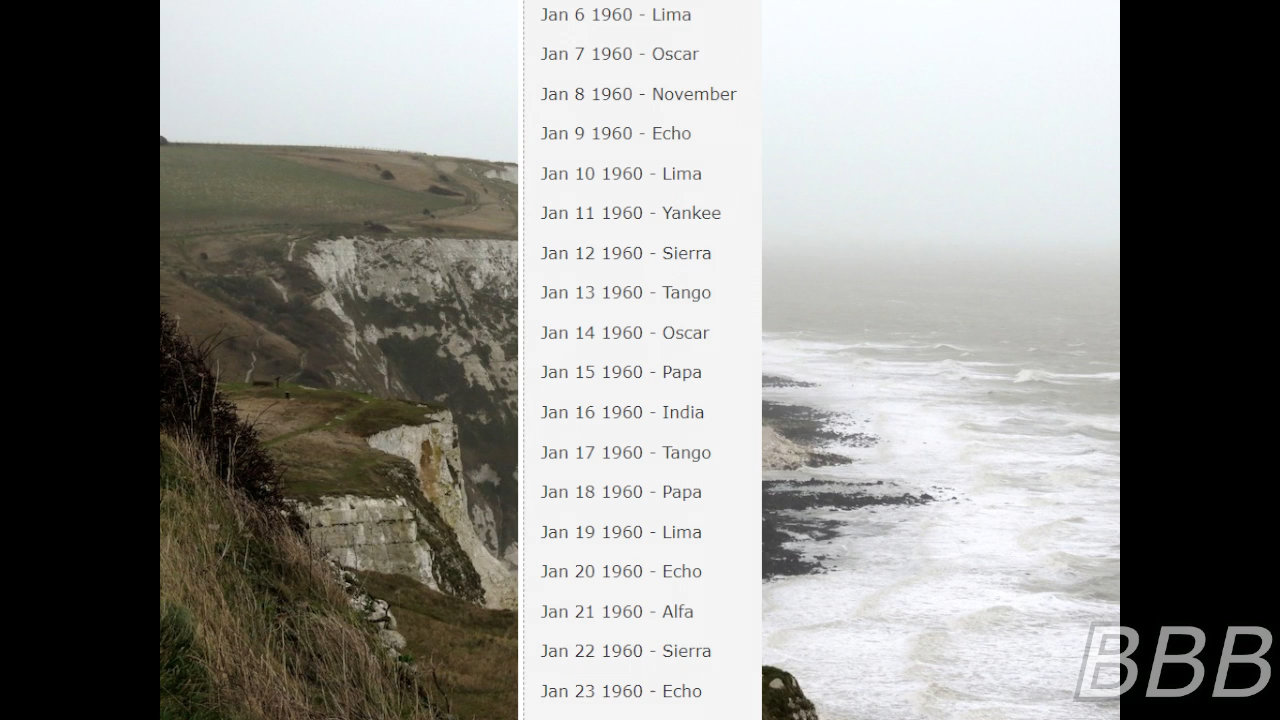 Jan 6 1960 - Lima
Jan 7 1960 - Oscar
Jan 8 1960 - November
Jan 9 1960 - Echo
Jan 10 1960 - Lima
Jan 11 1960 - Yankee
Jan 12 1960 - Sierra
Jan 13 1960 - Tango
Jan 14 1960 - Oscar
Jan 15 1960 - Papa
Jan 16 1960 - India
Jan 17 1960 - Tango
Jan 18 1960 - Papa
Jan 19 1960 - Lima
Jan 20 1960 - Echo
Jan 21 1960 - Alfa
Jan 22 1960 - Sierra
Jan 23 1960 - Echo
BBB